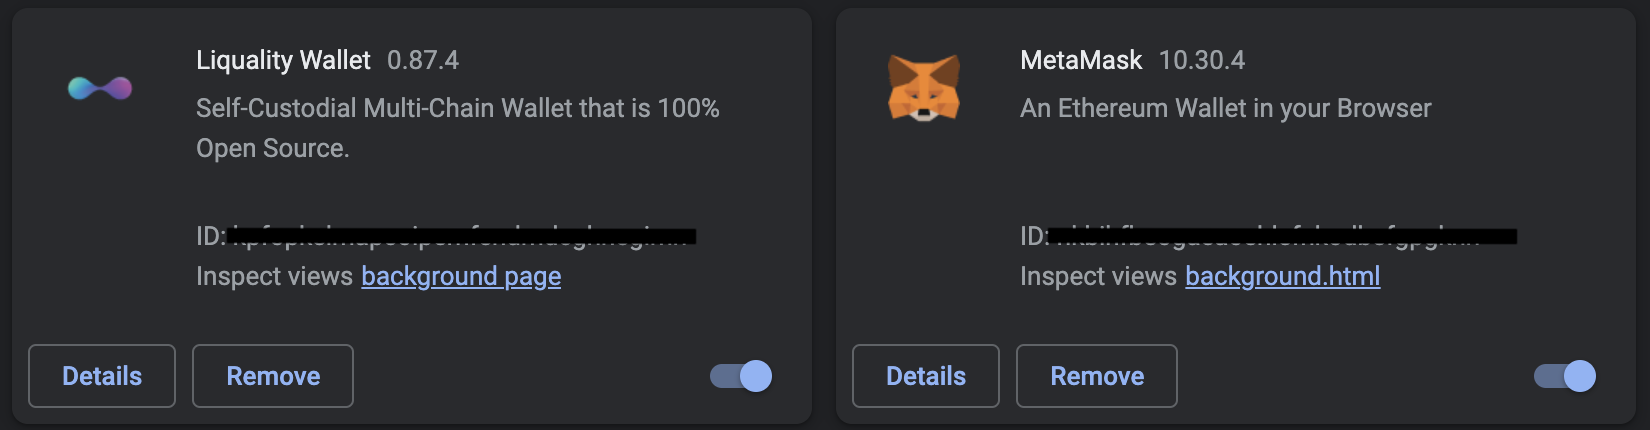 Liquality Wallet 0.87.4
Self-Custodial Multi-Chain Wallet that is 100%
Open Source.
ID:
Inspect views background page
Details Remove
MetaMask 10.30.4
An Ethereum Wallet in your Browser
ID:
Inspect views background.html
Details Remove